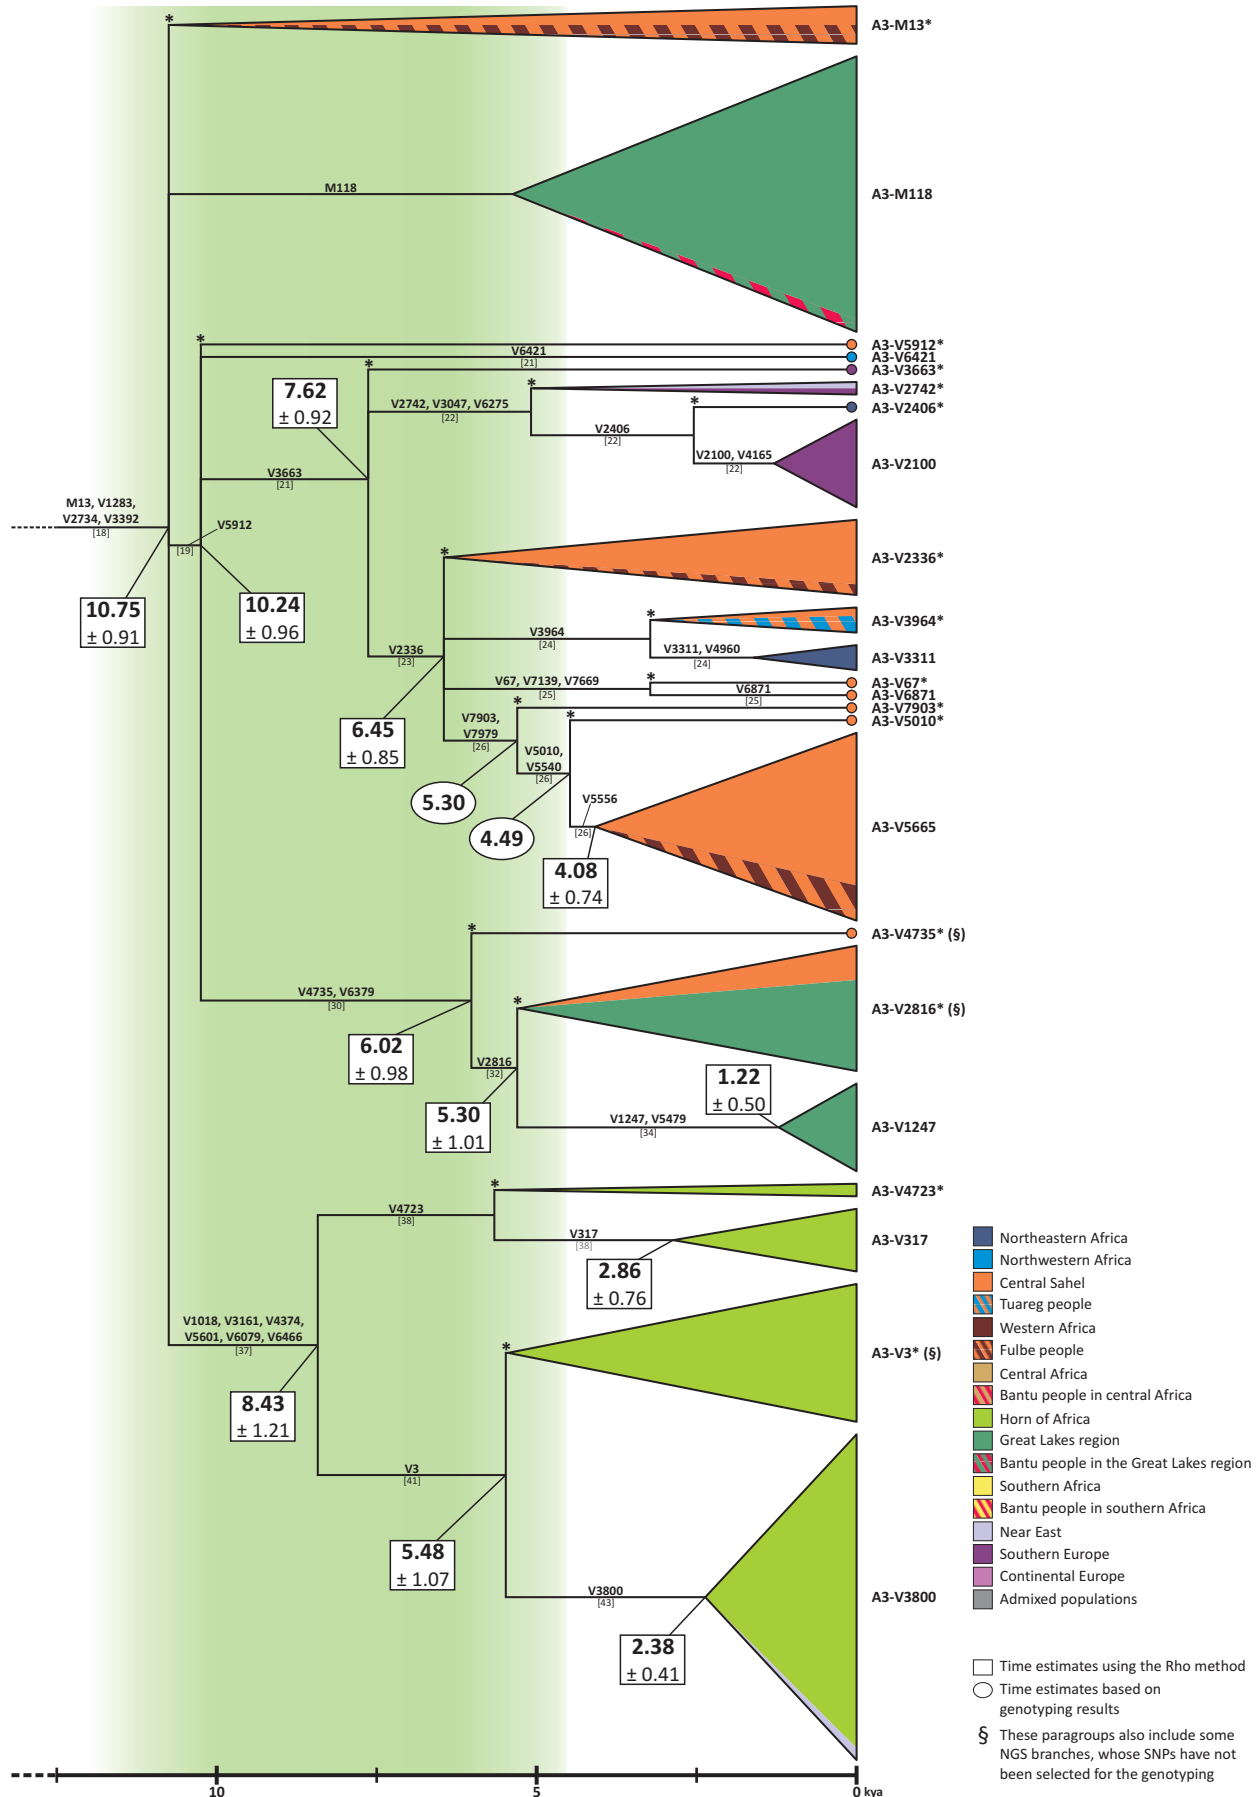 *
A3-M13*
M118
A3-M118
*
A3-V5912*
V6421
[21]
A3-V6421
*
A3-V3663*
7.62
± 0.92
*
A3-V2742*
V2742, V3047, V6275
[22]
*
A3-V2406*
V2406
[22]
V2100, V4165
[22]
A3-V2100
V3663
[21]
M13, V1283,
V2734, V3392
[18]
V5912
[19]
10.75
± 0.91
10.24
± 0.96
*
A3-V2336*
*
A3-V3964*
V3964
[24]
V3311, V4960
[24]
A3-V3311
V2336
[23]
*
A3-V67*
V67, V7139, V7669
[25]
V6871
[25]
A3-V6871
*
A3-V7903*
*
A3-V5010*
6.45
± 0.85
V7903,
V7979
[26]
V5010,
V5540
[26]
5.30
4.49
V5556
[26]
A3-V5665
4.08
± 0.74
*
A3-V4735* (§)
V4735, V6379
[30]
*
A3-V2816* (§)
6.02
± 0.98
V2816
[32]
1.22
± 0.50
5.30
± 1.01
V1247, V5479
[34]
A3-V1247
*
A3-V4723*
V4723
[38]
V317
[38]
A3-V317
2.86
± 0.76
V1018, V3161, V4374,
V5601, V6079, V6466
[37]
*
A3-V3* (§)
8.43
± 1.21
V3
[41]
5.48
± 1.07
V3800
[43]
A3-V3800
2.38
± 0.41
Northeastern Africa
Northwestern Africa
Central Sahel
Tuareg people
Western Africa
Fulbe people
Central Africa
Bantu people in central Africa
Horn of Africa
Great Lakes region
Bantu people in the Great Lakes region
Southern Africa
Bantu people in southern Africa
Near East
Southern Europe
Continental Europe
Admixed populations
Time estimates using the Rho method
Time estimates based on
genotyping results
§ These paragroups also include some
NGS branches, whose SNPs have not
been selected for the genotyping
10
5
0 kya